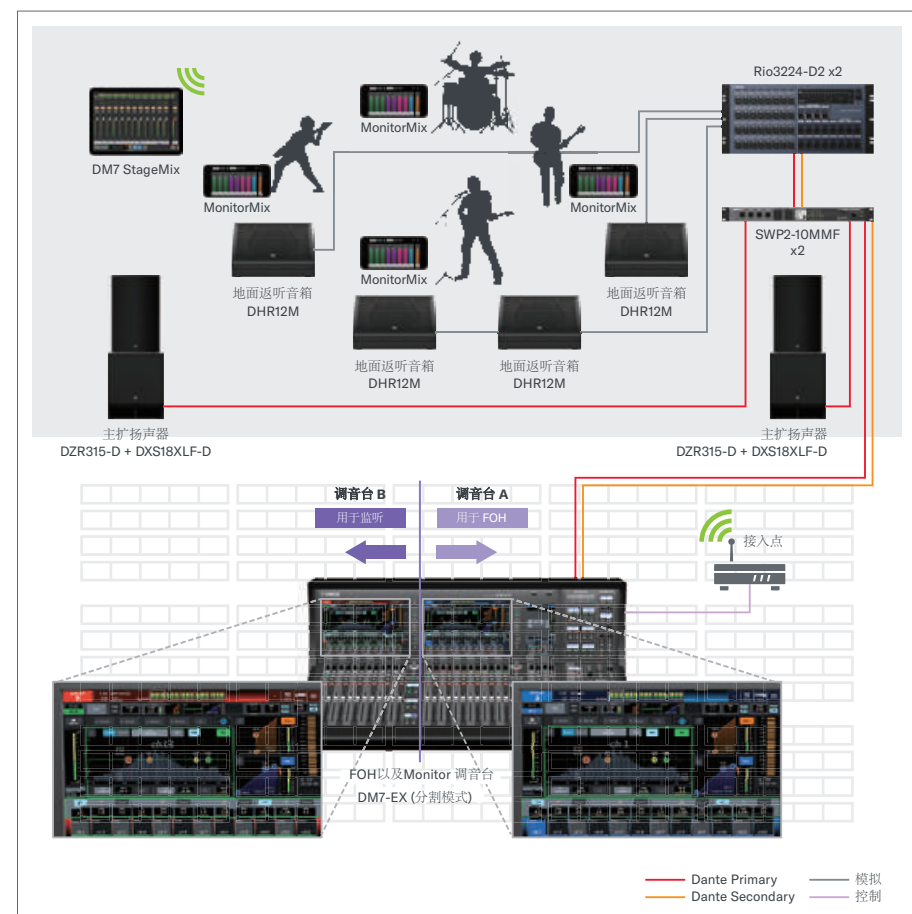 Rio3224-D2 x2
MonitorMix
DM7 StageMix
MonitorMix
MonitorMix
SWP2-10MMF
x2
MonitorMix
地面返听音箱
DHR12M
地面返听音箱
DHR12M
地面返听音箱
DHR12M
地面返听音箱
DHR12M
主扩扬声器
DZR315-D + DXS18XLF-D
主扩扬声器
DZR315-D + DXS18XLF-D
调音台 B
调音台 A
用于监听
用于 FOH
接入点
FOH以及Monitor 调音台
DM7-EX (分割模式)
Dante Primary
模拟
Dante Secondary
控制